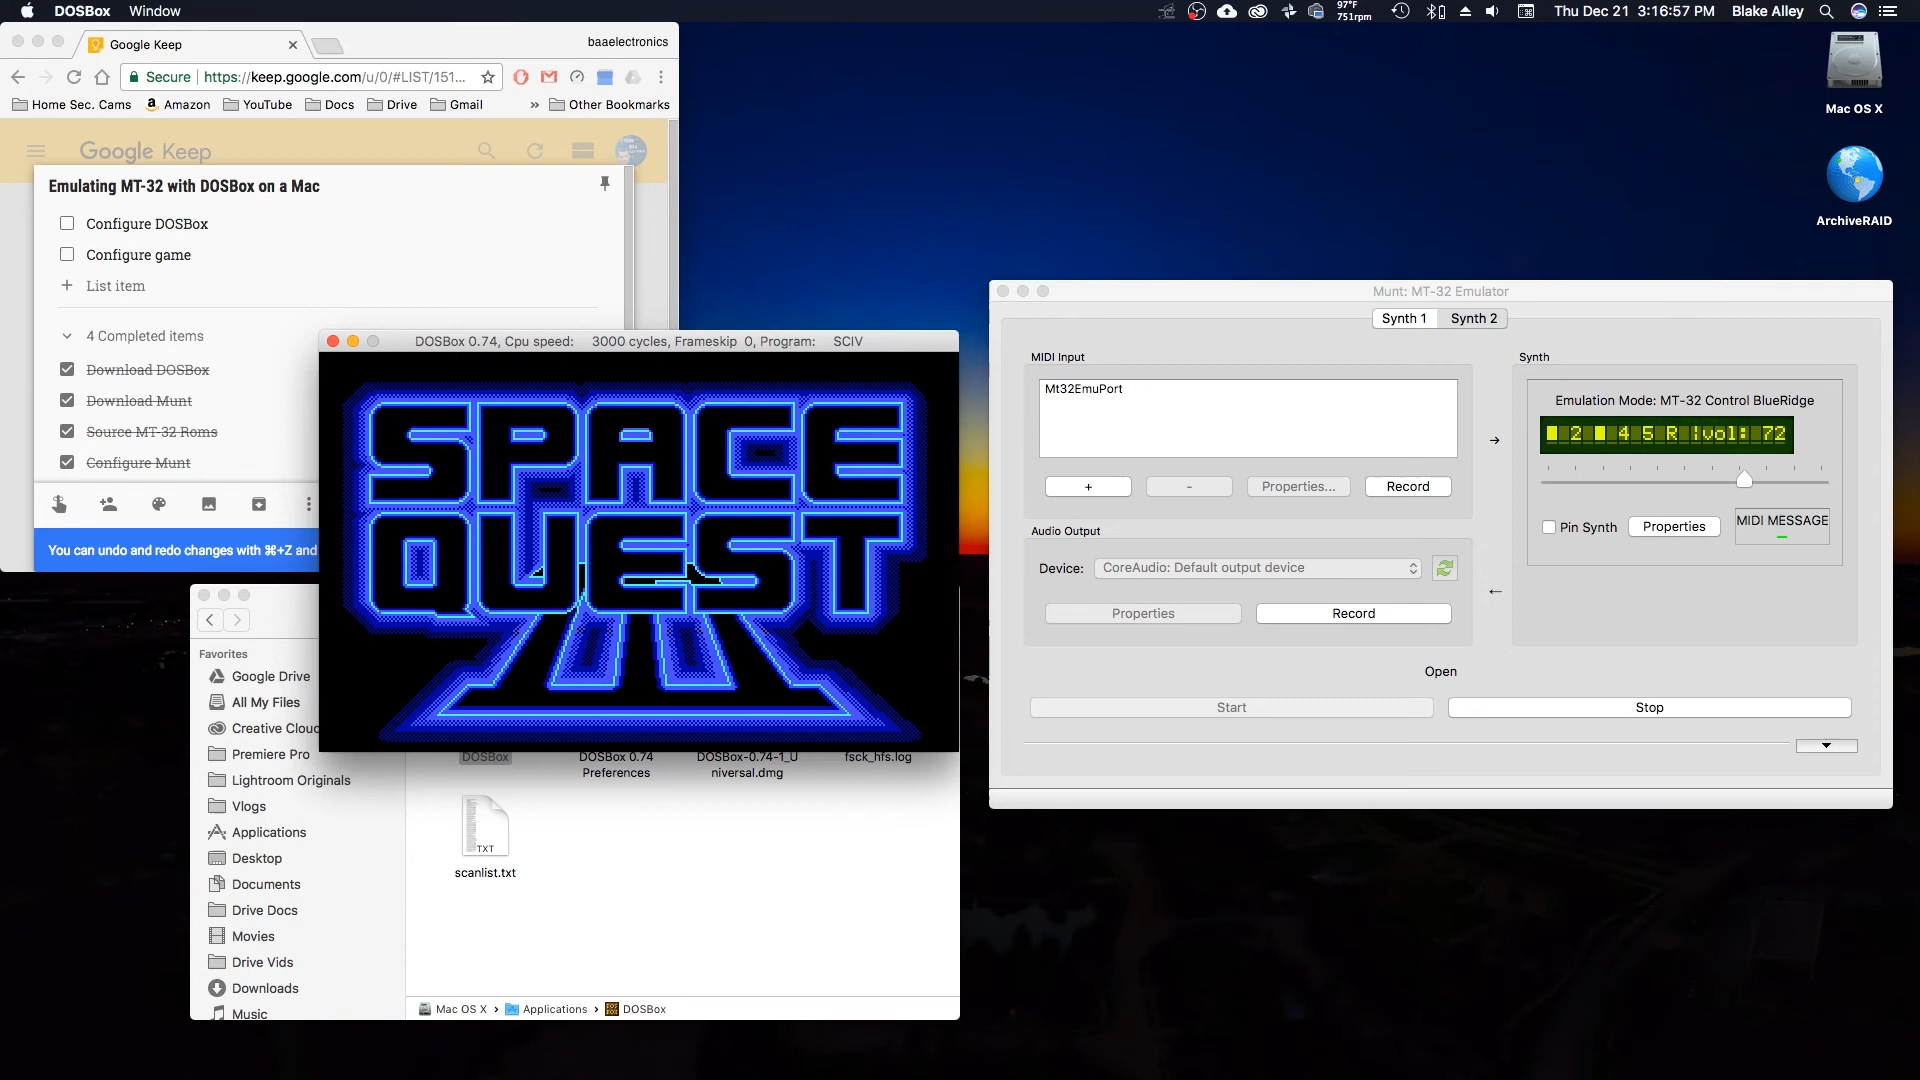 DOSBox Window
97°F
751rpm
Thu Dec 21 3:16:57 PM Blake Alley
Google Keep
baaelectronics
Secure https://keep.google.com/u/0/#LIST/151...
Home Sec. Cams Amazon YouTube Docs Drive Gmail » Other Bookmarks
Google Keep
Emulating MT-32 with DOSBox on a Mac
Configure DOSBox
Configure game
+ List item
4 Completed items
Download DOSBox
Download Munt
Source MT-32 Roms
Configure Munt
You can undo and redo changes with ⌘+Z and
DOSBox 0.74, Cpu speed: 3000 cycles, Frameskip 0, Program: SCIV
SPACE
QUEST
III
Favorites
Google Drive
All My Files
Creative Cloud
Premiere Pro
Lightroom Originals
Vlogs
Applications
Desktop
Documents
Drive Docs
Movies
Drive Vids
Downloads
Music
DOSBox
DOSBox 0.74
Preferences
DOSBox-0.74-1_U
niversal.dmg
fsck_hfs.log
TXT
scanlist.txt
Mac OS X › Applications › DOSBox
Mac OS X
ArchiveRAID
Munt: MT-32 Emulator
Synth 1 Synth 2
MIDI Input
Mt32EmuPort
+ - Properties... Record
Audio Output
Device: CoreAudio: Default output device
Properties Record
→
←
Synth
Emulation Mode: MT-32 Control BlueRidge
2 4 5 R |vol: 72
Pin Synth Properties MIDI MESSAGE
Open
Start Stop